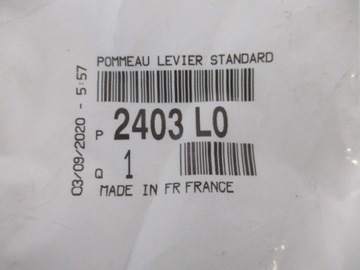 POMMEAU LEVIER STANDARD
P 2403 L0
Q 1
MADE IN FR FRANCE
03/09/2020 - 5:57